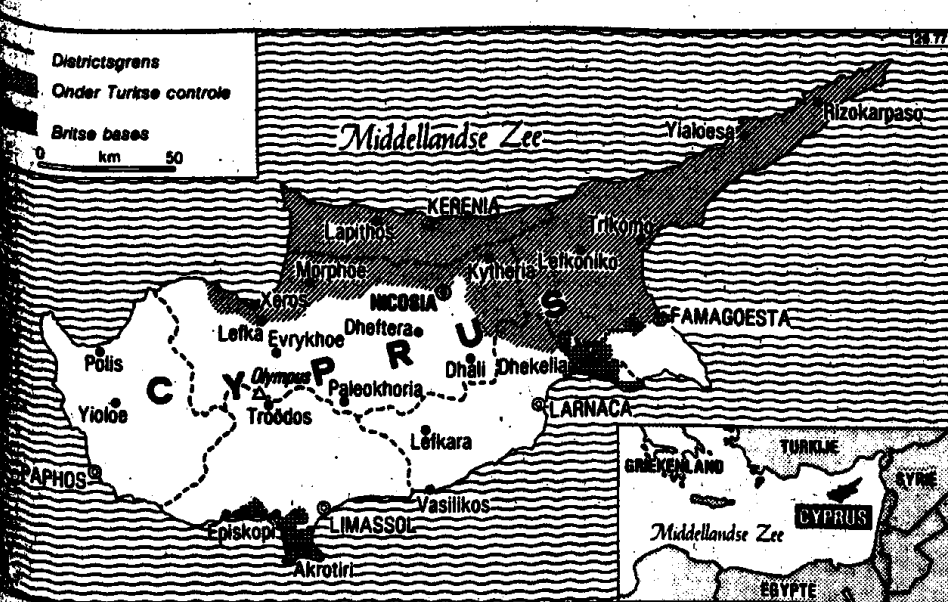 Districtsgrens
Onder Turkse controle
Britse bases
0 km 50
Middellandse Zee
Yialoesa
Rizokarpaso
KERENIA
Lapithos
Trikomo
Morphoe
Kytheria
Lefkoniko
Xeros
NICOSIA
FAMAGOESTA
Lefka
Evrykhoe
Dheftera
Polis
Olympus
Dhali
Dhekelia
CYPRUS
Paleokhoria
Yioloe
Troödos
LARNACA
Lefkara
PAPHOS
Vasilikos
Episkopi
LIMASSOL
Akrotiri
GRIEKENLAND
TURKIJE
SYRIE
CYPRUS
Middellandse Zee
EGYPTE